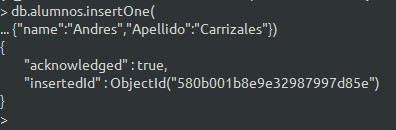 > db.alumnos.insertOne(
... {"name":"Andres","Apellido":"Carrizales"})
{
"acknowledged" : true,
"insertedId" : ObjectId("580b001b8e9e32987997d85e")
}
>